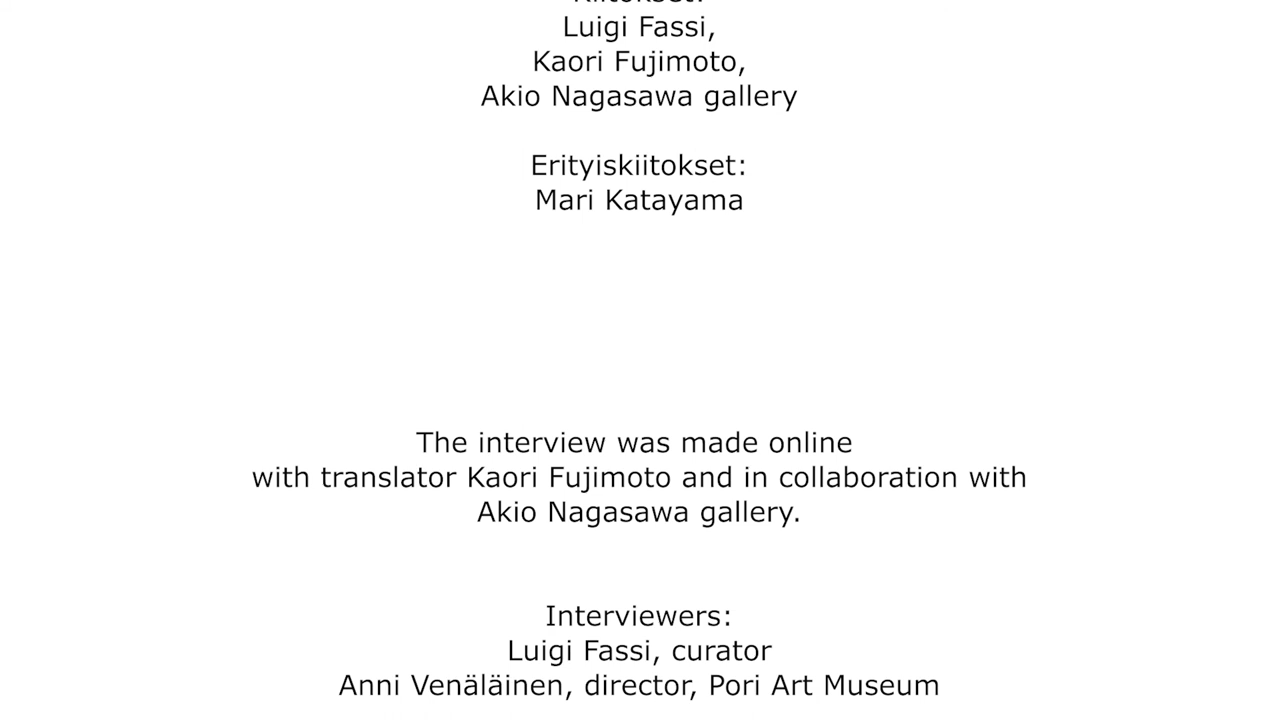 Kiitokset:
Luigi Fassi,
Kaori Fujimoto,
Akio Nagasawa gallery
Erityiskiitokset:
Mari Katayama
The interview was made online
with translator Kaori Fujimoto and in collaboration with
Akio Nagasawa gallery.
Interviewers:
Luigi Fassi, curator
Anni Venäläinen, director, Pori Art Museum